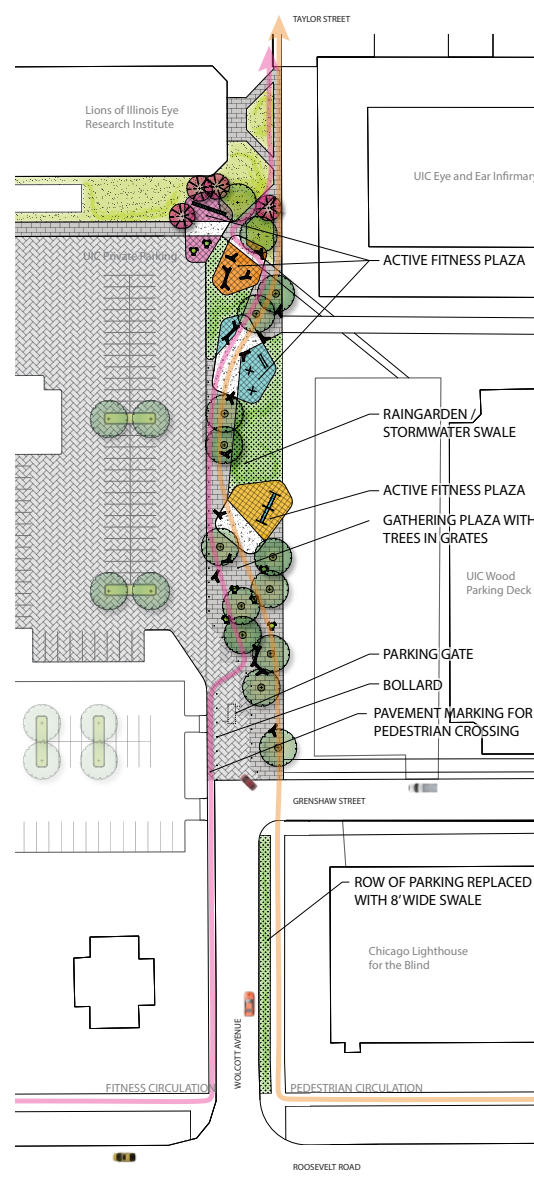 TAYLOR STREET
Lions of Illinois Eye
Research Institute
UIC Eye and Ear Infirmary
UIC Private Parking
ACTIVE FITNESS PLAZA
RAINGARDEN /
STORMWATER SWALE
ACTIVE FITNESS PLAZA
GATHERING PLAZA WITH
TREES IN GRATES
UIC Wood
Parking Deck
PARKING GATE
BOLLARD
PAVEMENT MARKING FOR
PEDESTRIAN CROSSING
GRENSHAW STREET
ROW OF PARKING REPLACED
WITH 8' WIDE SWALE
Chicago Lighthouse
for the Blind
WOLCOTT AVENUE
FITNESS CIRCULATION
PEDESTRIAN CIRCULATION
ROOSEVELT ROAD